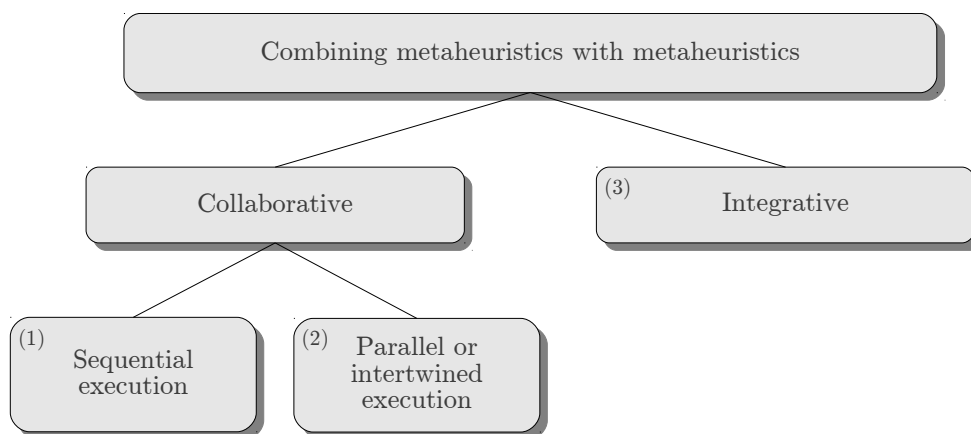 Combining metaheuristics with metaheuristics
Collaborative
(3)
Integrative
(1)
Sequential
execution
(2)
Parallel or
intertwined
execution